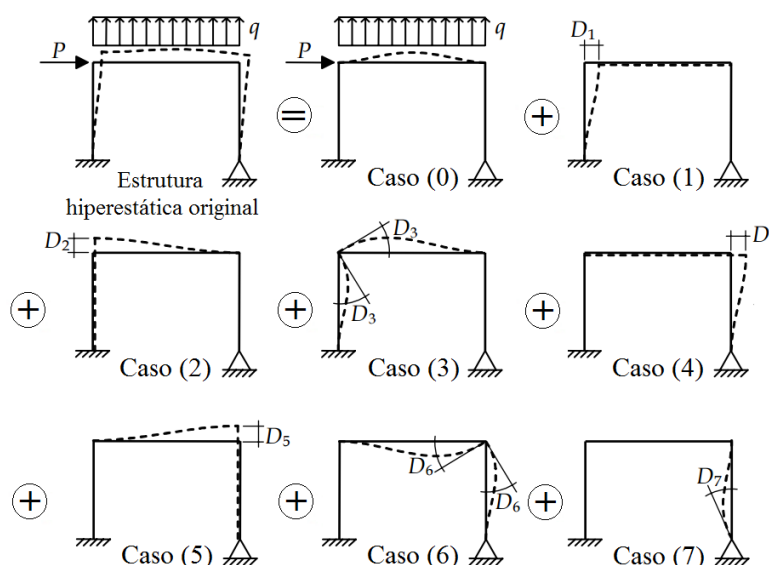 P
q
Estrutura
hiperestática original
=
P
q
Caso (0)
+
D1
Caso (1)
+
D2
Caso (2)
+
D3
D3
Caso (3)
+
D
Caso (4)
+
D5
Caso (5)
+
D6
D6
Caso (6)
+
D7
Caso (7)